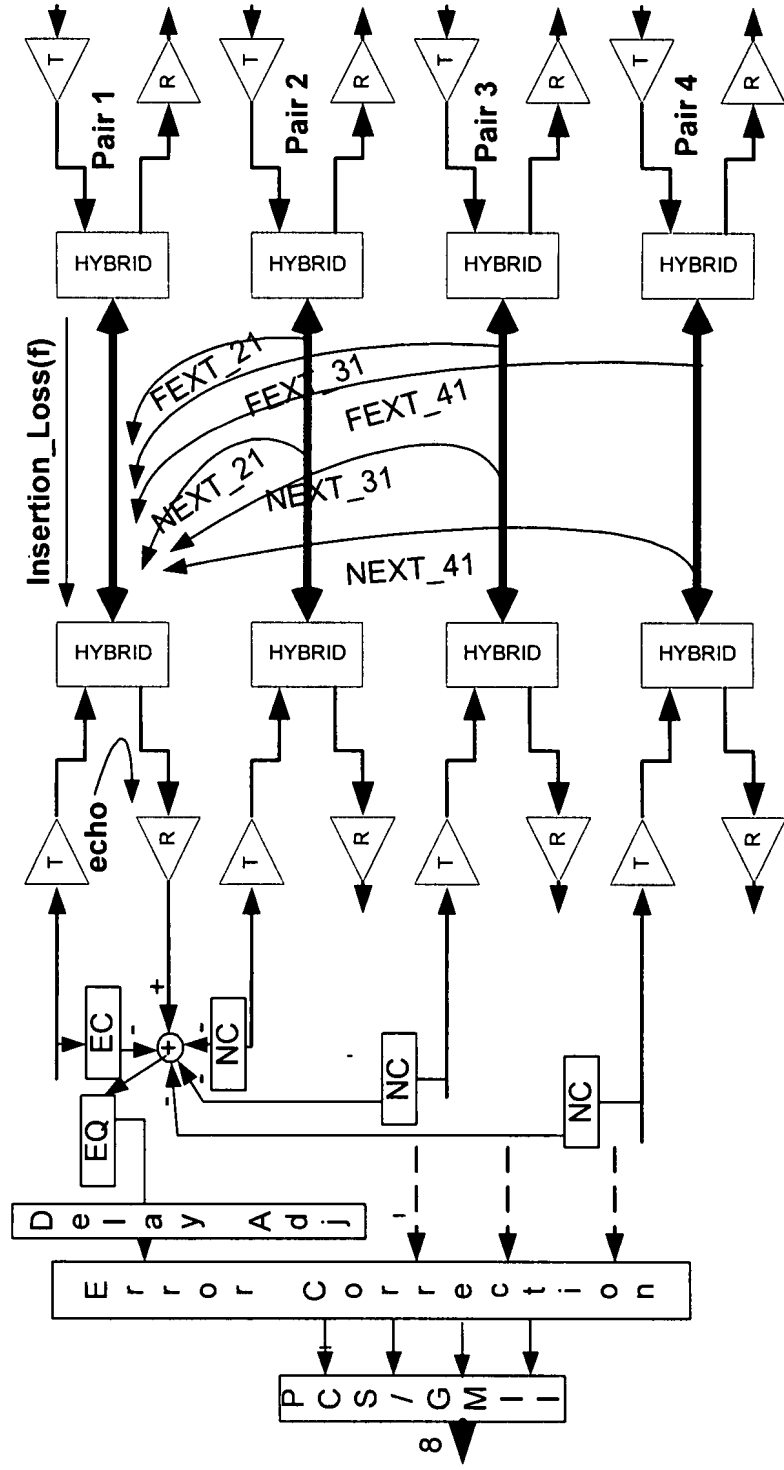 T
Pair 1
R
HYBRID
Insertion_Loss(f)
HYBRID
echo
T
R
EC
EQ
+
-
+
T
Pair 2
R
HYBRID
FEXT_21
FEXT_31
FEXT_41
NEXT_21
NEXT_31
NEXT_41
HYBRID
T
R
NC
-
-
-
T
Pair 3
R
HYBRID
HYBRID
T
R
NC
T
Pair 4
R
HYBRID
HYBRID
T
R
NC
Delay Adj
Error Correction
PCS/GMII
8